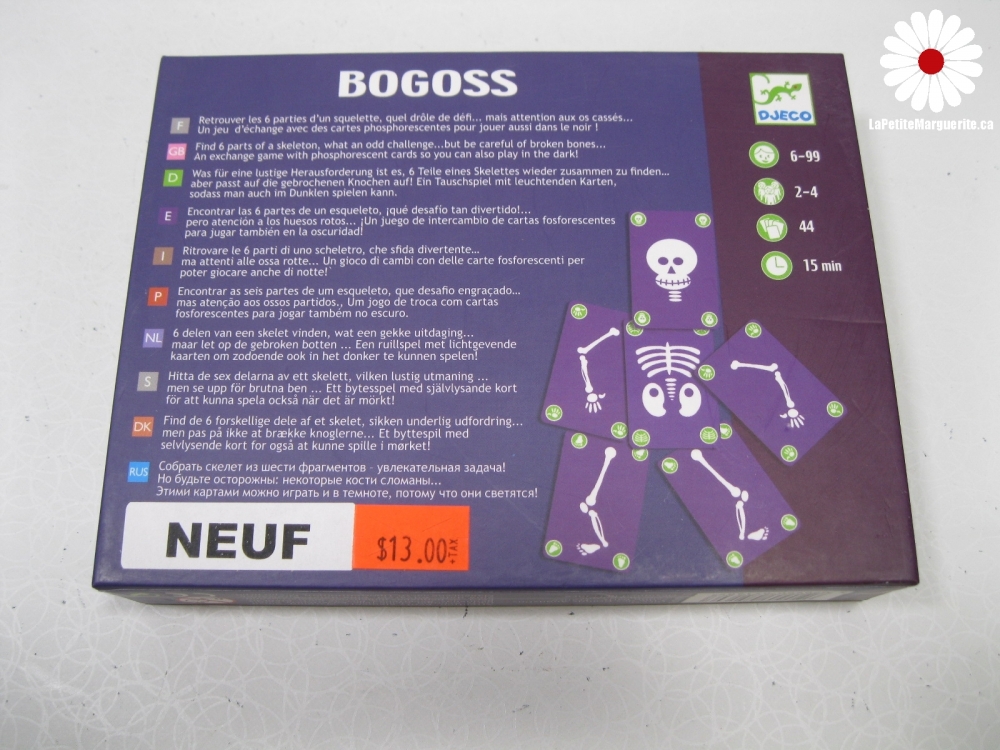 BOGOSS
DJECO
LaPetiteMarguerite.ca
F Retrouver les 6 parties d'un squelette, quel drôle de défi... mais attention aux os cassés...
Un jeu d'échange avec des cartes phosphorescentes pour jouer aussi dans le noir !
GB Find 6 parts of a skeleton, what an odd challenge...but be careful of broken bones...
An exchange game with phosphorescent cards so you can also play in the dark!
D Was für eine lustige Herausforderung ist es, 6 Teile eines Skelettes wieder zusammen zu finden...
aber passt auf die gebrochenen Knochen auf! Ein Tauschspiel mit leuchtenden Karten,
sodass man auch im Dunklen spielen kann.
E Encontrar las 6 partes de un esqueleto, ¡qué desafío tan divertido!...
pero atención a los huesos rotos... ¡Un juego de intercambio de cartas fosforescentes
para jugar también en la oscuridad!
I Ritrovare le 6 parti di uno scheletro, che sfida divertente...
ma attenti alle ossa rotte... Un gioco di cambi con delle carte fosforescenti per
poter giocare anche di notte!
P Encontrar as seis partes de um esqueleto, que desafio engraçado...
mas atenção aos ossos partidos., Um jogo de troca com cartas
fosforescentes para jogar também no escuro.
NL 6 delen van een skelet vinden, wat een gekke uitdaging...
maar let op de gebroken botten ... Een ruillspel met lichtgevende
kaarten om zodoende ook in het donker te kunnen spelen!
S Hitta de sex delarna av ett skelett, vilken lustig utmaning ...
men se upp för brutna ben ... Ett bytesspel med självlysande kort
för att kunna spela också när det är mörkt!
DK Find de 6 forskellige dele af et skelet, sikken underlig udfordring...
men pas på ikke at brække knoglerne... Et byttespil med
selvlysende kort for også at kunne spille i mørket!
RUS Собрать скелет из шести фрагментов – увлекательная задача!
Но будьте осторожны: некоторые кости сломаны...
Этими картами можно играть и в темноте, потому что они светятся!
6-99
2-4
44
15 min
NEUF
$13.00 +TAX